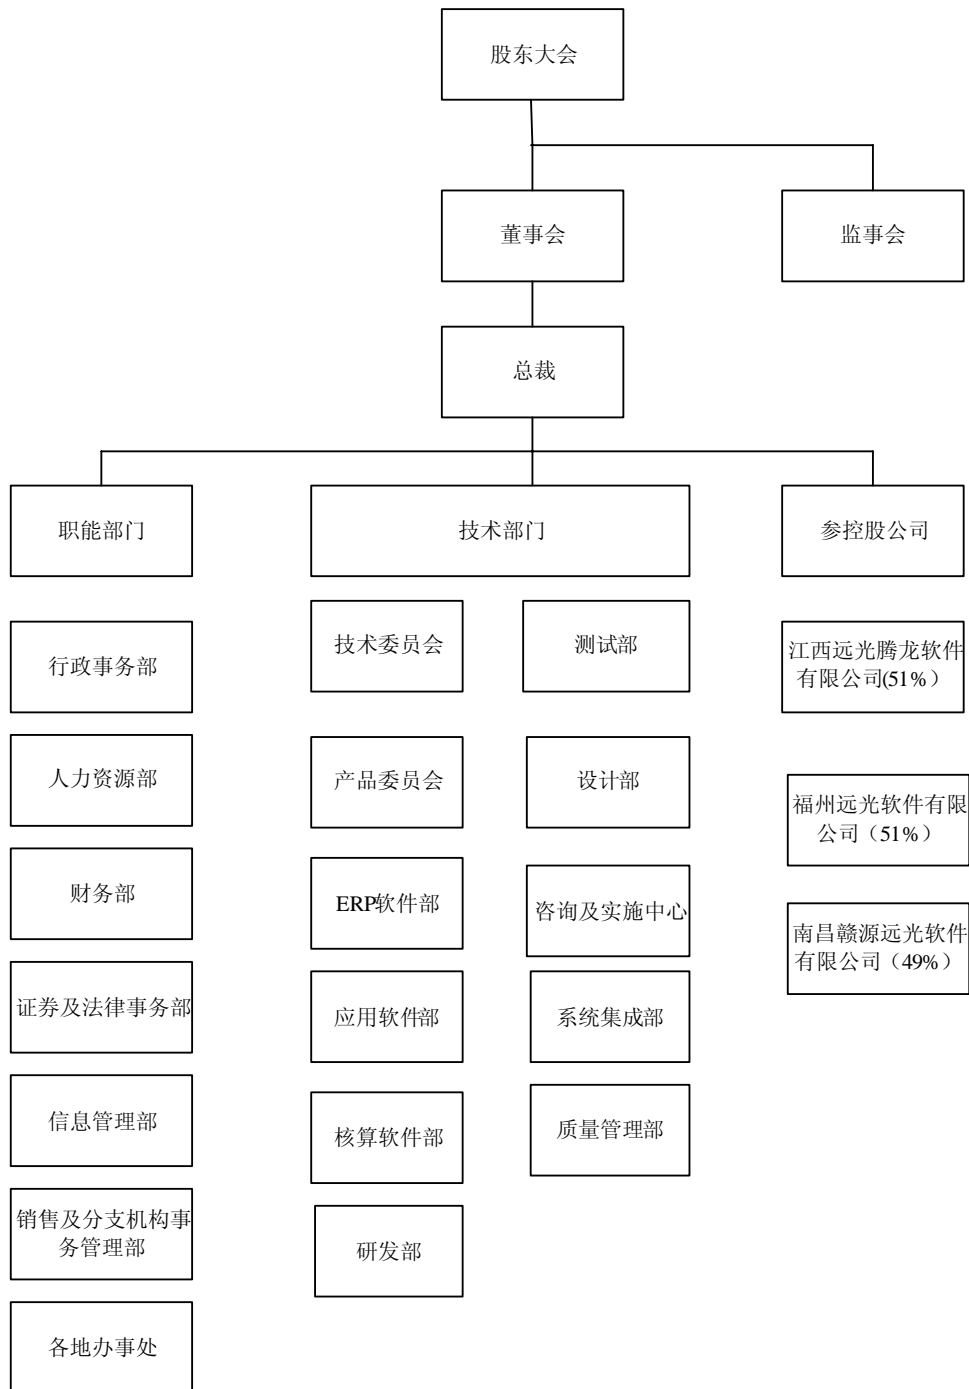 股东大会
董事会
监事会
总裁
职能部门
技术部门
参控股公司
行政事务部
人力资源部
财务部
证券及法律事务部
信息管理部
销售及分支机构事
务管理部
各地办事处
技术委员会
产品委员会
ERP软件部
应用软件部
核算软件部
研发部
测试部
设计部
咨询及实施中心
系统集成部
质量管理部
江西远光腾龙软件
有限公司(51%）
福州远光软件有限
公司（51%）
南昌赣源远光软件
有限公司（49%）